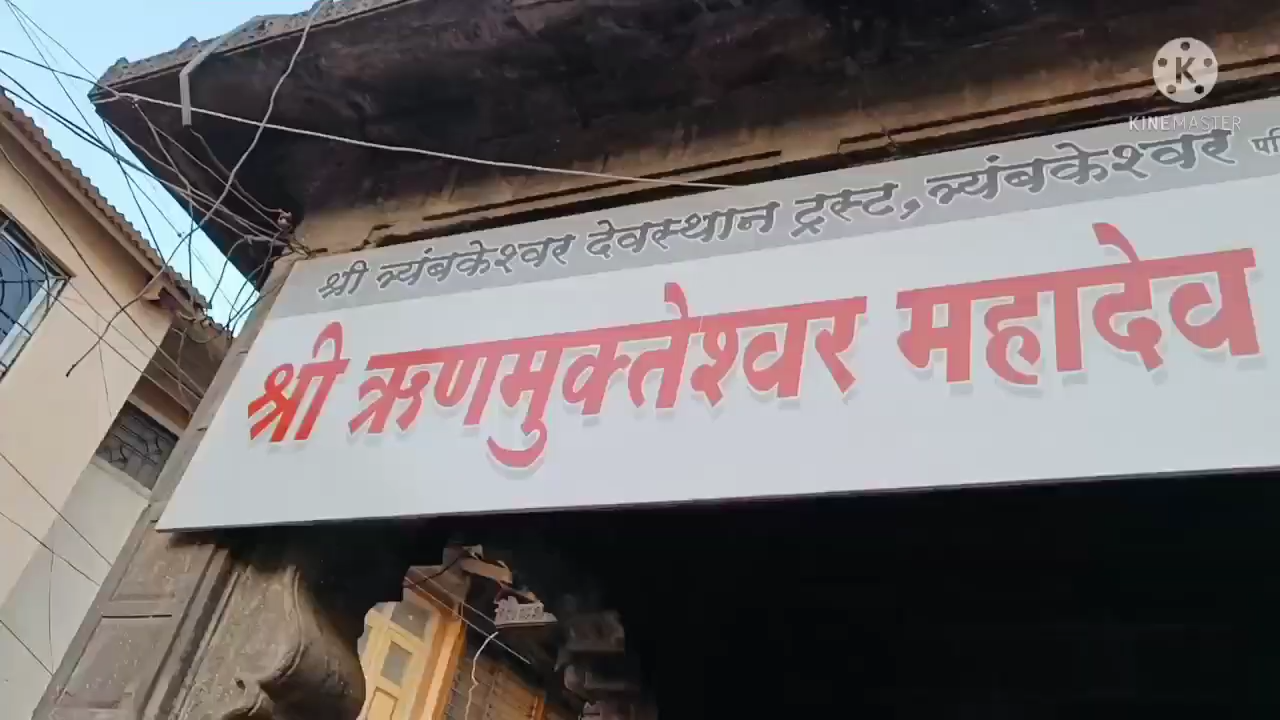 K
KINEMASTER
श्री त्र्यंबकेश्वर देवस्थान ट्रस्ट, त्र्यंबकेश्वर
श्री ऋणमुक्तेश्वर महादेव